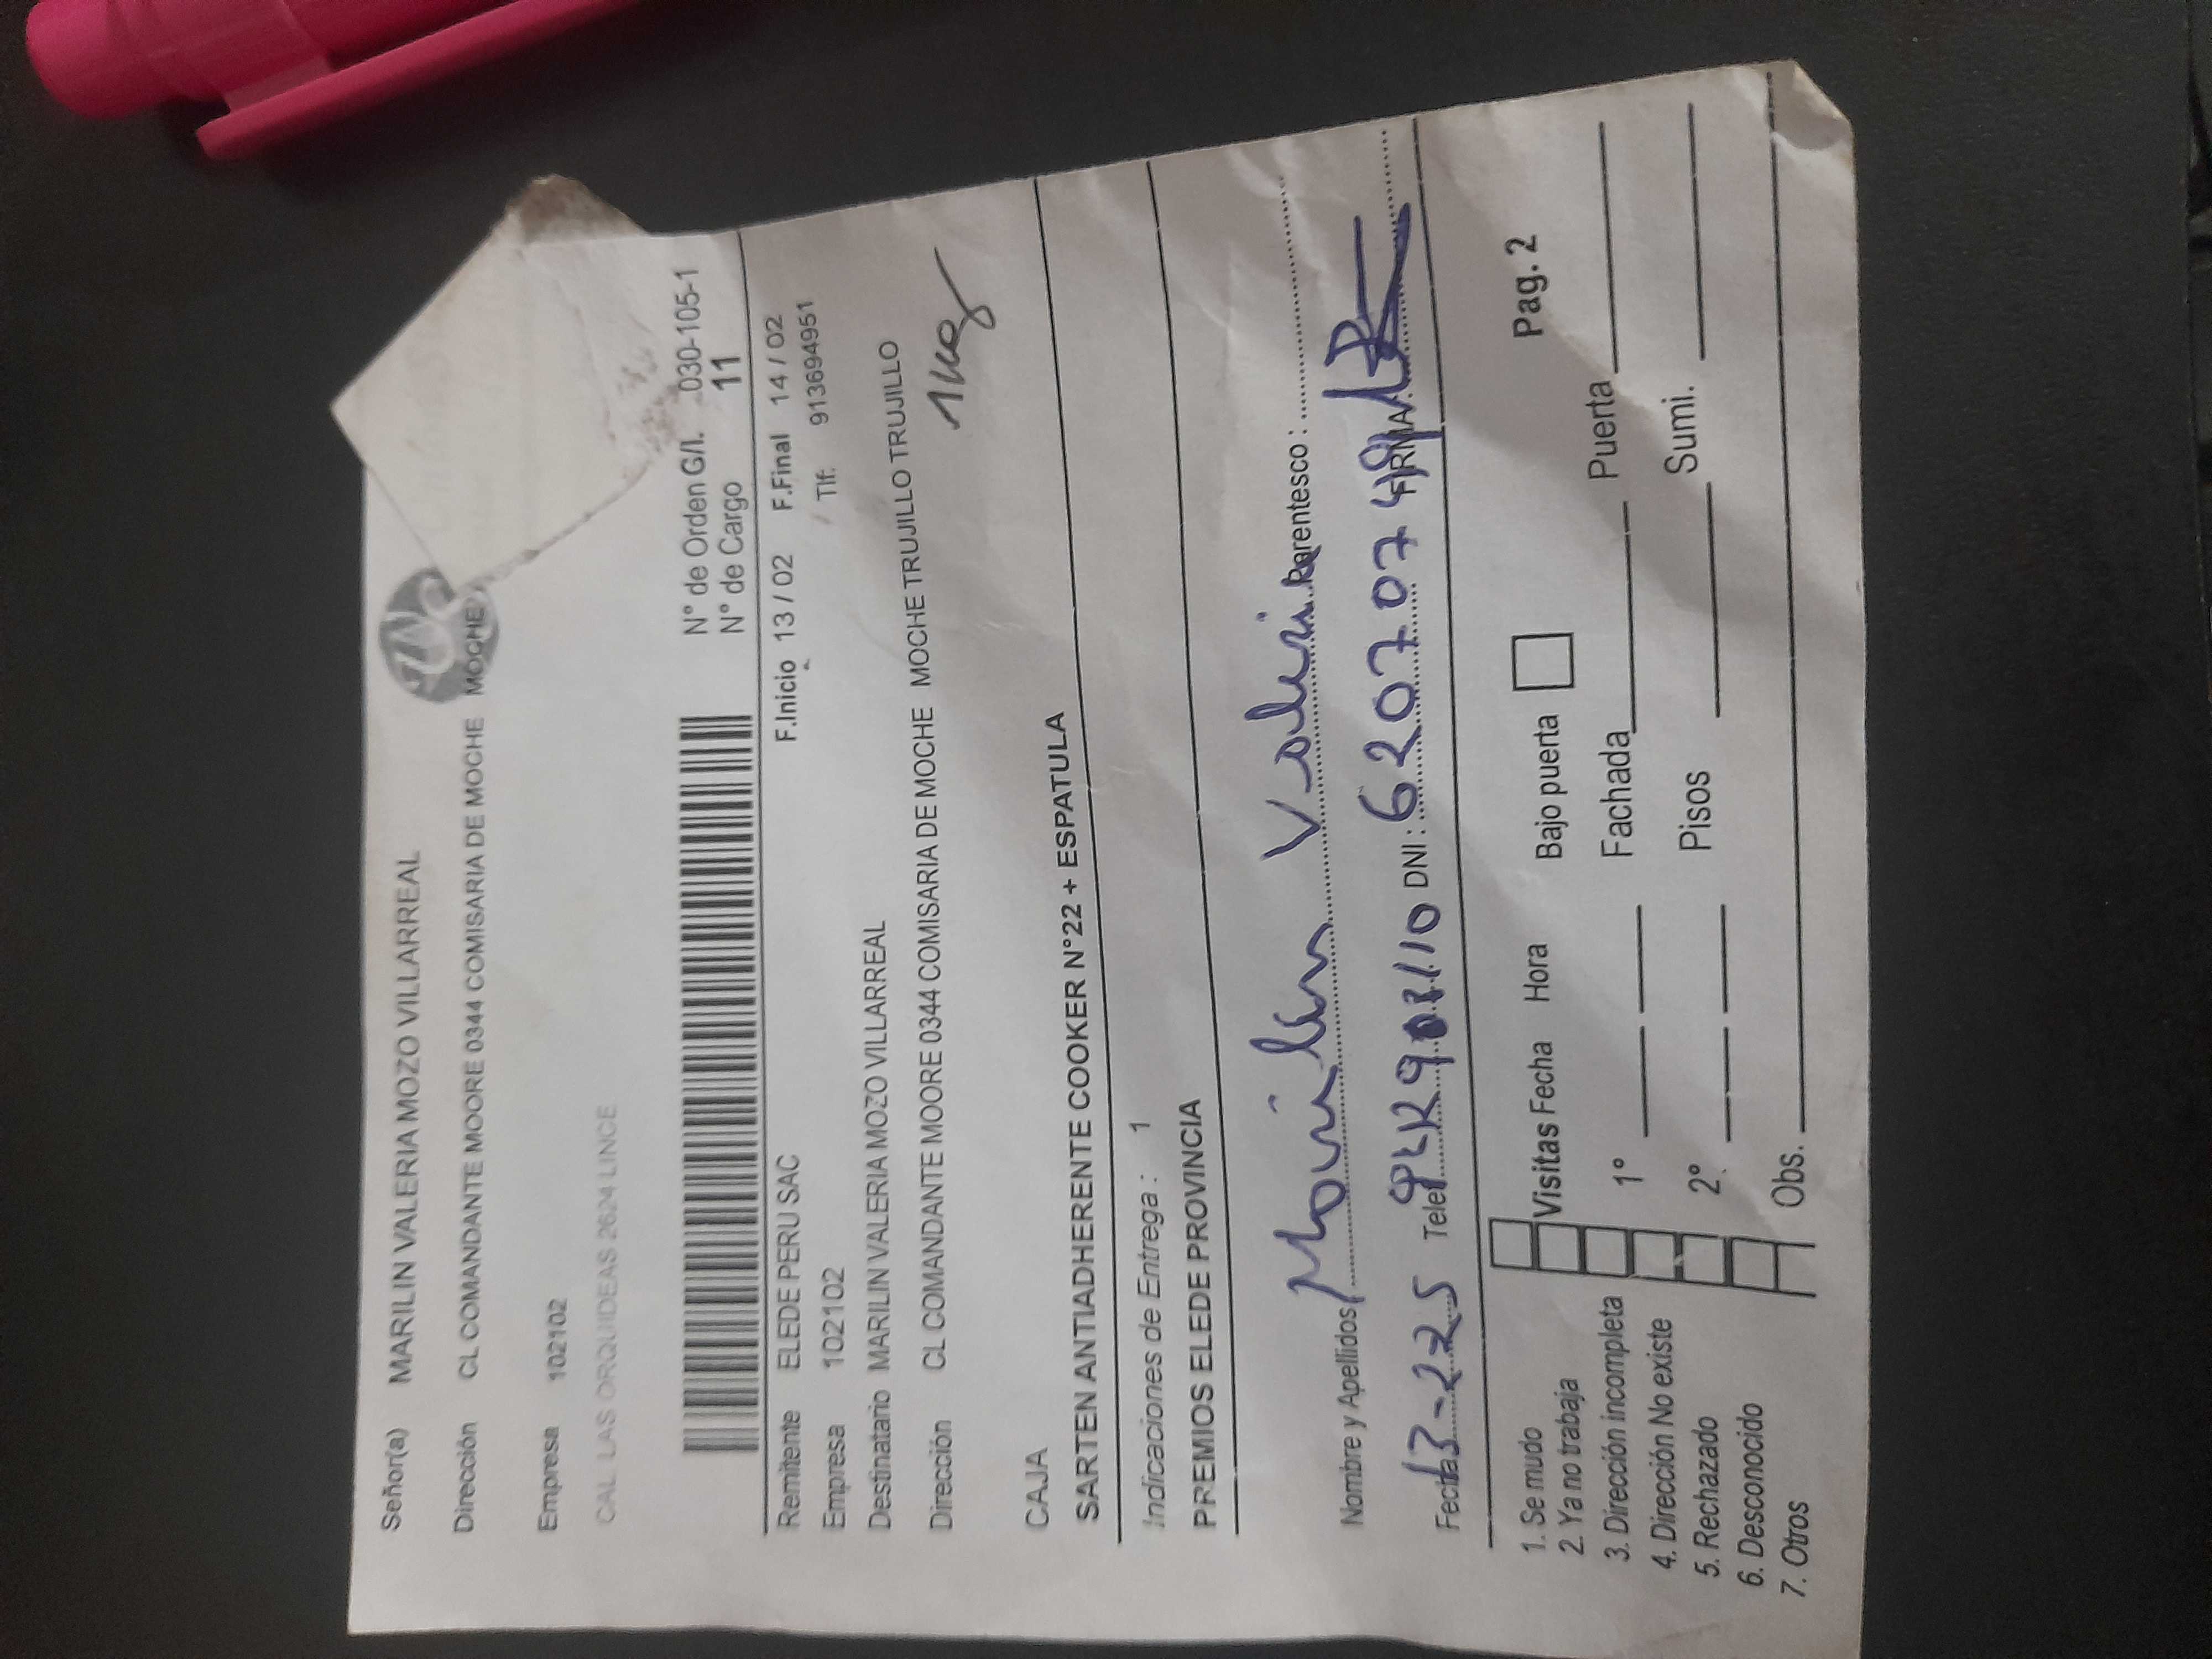 Señor(a) MARILIN VALERIA MOZO VILLARREAL
Dirección CL COMANDANTE MOORE 0344 COMISARIA DE MOCHE MOCHE
Empresa 102102
CAL LAS ORQUIDEAS 2624 LINCE
N° de Orden G/I. 030-105-1
N° de Cargo 11
Remitente ELEDE PERU SAC F.Inicio 13 / 02 F.Final 14 / 02
Empresa 102102 Tlf: 913694951
Destinatario MARILIN VALERIA MOZO VILLARREAL
Dirección CL COMANDANTE MOORE 0344 COMISARIA DE MOCHE MOCHE TRUJILLO TRUJILLO
CAJA
SARTEN ANTIADHERENTE COOKER N°22 + ESPATULA
Indicaciones de Entrega : 1
PREMIOS ELEDE PROVINCIA
Nombre y Apellidos Parentesco :
Fecha 13-2-25 Telef DNI : 62070748 FIRMA
1. Se mudo
2. Ya no trabaja Visitas Fecha Hora Bajo puerta Pag. 2
3. Dirección incompleta 1° Fachada Puerta
4. Dirección No existe
5. Rechazado 2° Pisos Sumi.
6. Desconocido
7. Otros Obs.